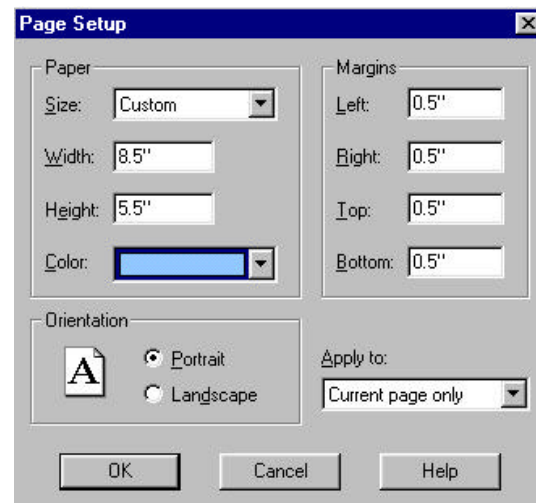 Page Setup
Paper
Size: Custom
Width: 8.5"
Height: 5.5"
Color:
Margins
Left: 0.5"
Right: 0.5"
Top: 0.5"
Bottom: 0.5"
Orientation
A
Portrait
Landscape
Apply to:
Current page only
OK Cancel Help